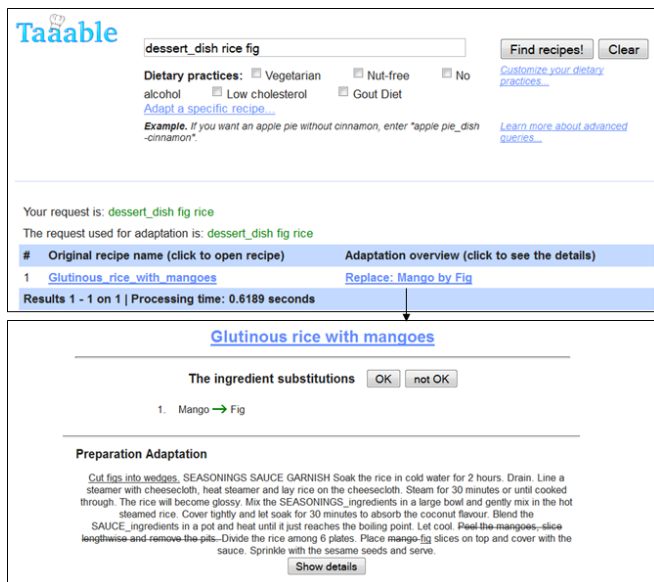 Taaable
dessert_dish rice fig
Find recipes! Clear
Dietary practices: Vegetarian Nut-free No
alcohol Low cholesterol Gout Diet
Customize your dietary
practices...
Adapt a specific recipe...
Example. If you want an apple pie without cinnamon, enter "apple pie_dish
-cinnamon".
Learn more about advanced
queries...
Your request is: dessert_dish fig rice
The request used for adaptation is: dessert_dish fig rice
# Original recipe name (click to open recipe) Adaptation overview (click to see the details)
1 Glutinous_rice_with_mangoes Replace: Mango by Fig
Results 1 - 1 on 1 | Processing time: 0.6189 seconds
Glutinous rice with mangoes
The ingredient substitutions OK not OK
1. Mango → Fig
Preparation Adaptation
Cut figs into wedges, SEASONINGS SAUCE GARNISH Soak the rice in cold water for 2 hours. Drain. Line a
steamer with cheesecloth, heat steamer and lay rice on the cheesecloth. Steam for 30 minutes or until cooked
through. The rice will become glossy. Mix the SEASONINGS_ingredients in a large bowl and gently mix in the hot
steamed rice. Cover tightly and let soak for 30 minutes to absorb the coconut flavour. Blend the
SAUCE_ingredients in a pot and heat until it just reaches the boiling point. Let cool. Peel the mangoes, slice
lengthwise and remove the pits. Divide the rice among 6 plates. Place mango fig slices on top and cover with the
sauce. Sprinkle with the sesame seeds and serve.
Show details